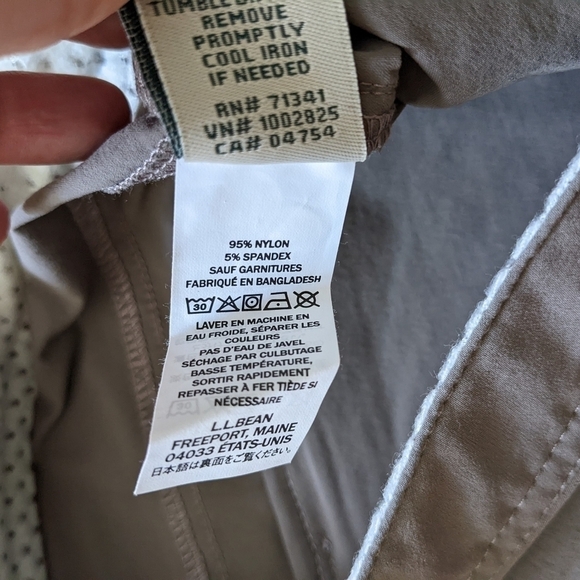 TUMBLE
REMOVE
PROMPTLY
COOL IRON
IF NEEDED
RN# 71341
VN# 1002825
CA# 04754
95% NYLON
5% SPANDEX
SAUF GARNITURES
FABRIQUÉ EN BANGLADESH
30
LAVER EN MACHINE EN
EAU FROIDE, SÉPARER LES
COULEURS
PAS D'EAU DE JAVEL
SÉCHAGE PAR CULBUTAGE
BASSE TEMPÉRATURE,
SORTIR RAPIDEMENT
REPASSER À FER TIÈDE SI
NÉCESSAIRE
L.L.BEAN
FREEPORT, MAINE
04033 ÉTATS-UNIS
日本語は裏面をご覧ください。